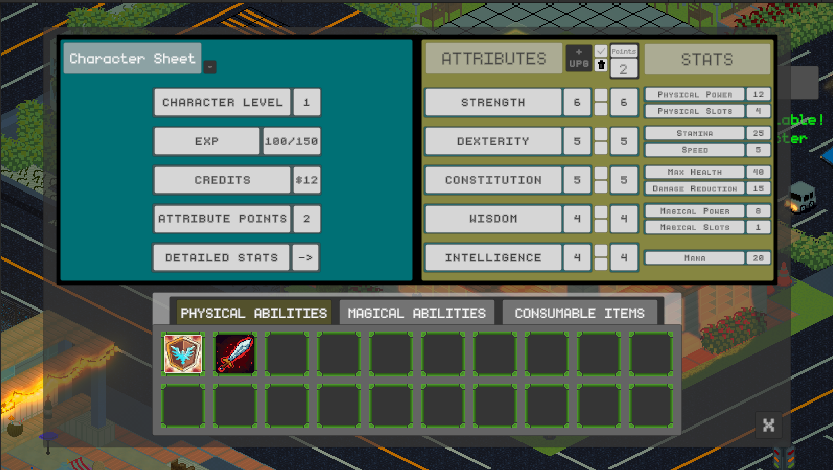 Character Sheet
-
CHARACTER LEVEL 1
EXP 100/150
CREDITS $12
ATTRIBUTE POINTS 2
DETAILED STATS ->
ATTRIBUTES
+
UPG
Points
2
STATS
STRENGTH 6 6
DEXTERITY 5 5
CONSTITUTION 5 5
WISDOM 4 4
INTELLIGENCE 4 4
Physical Power 12
Physical Slots 4
Stamina 25
Speed 5
Max Health 40
Damage Reduction 15
Magical Power 8
Magical Slots 1
Mana 20
able!
ter
PHYSICAL ABILITIES
MAGICAL ABILITIES
CONSUMABLE ITEMS
X